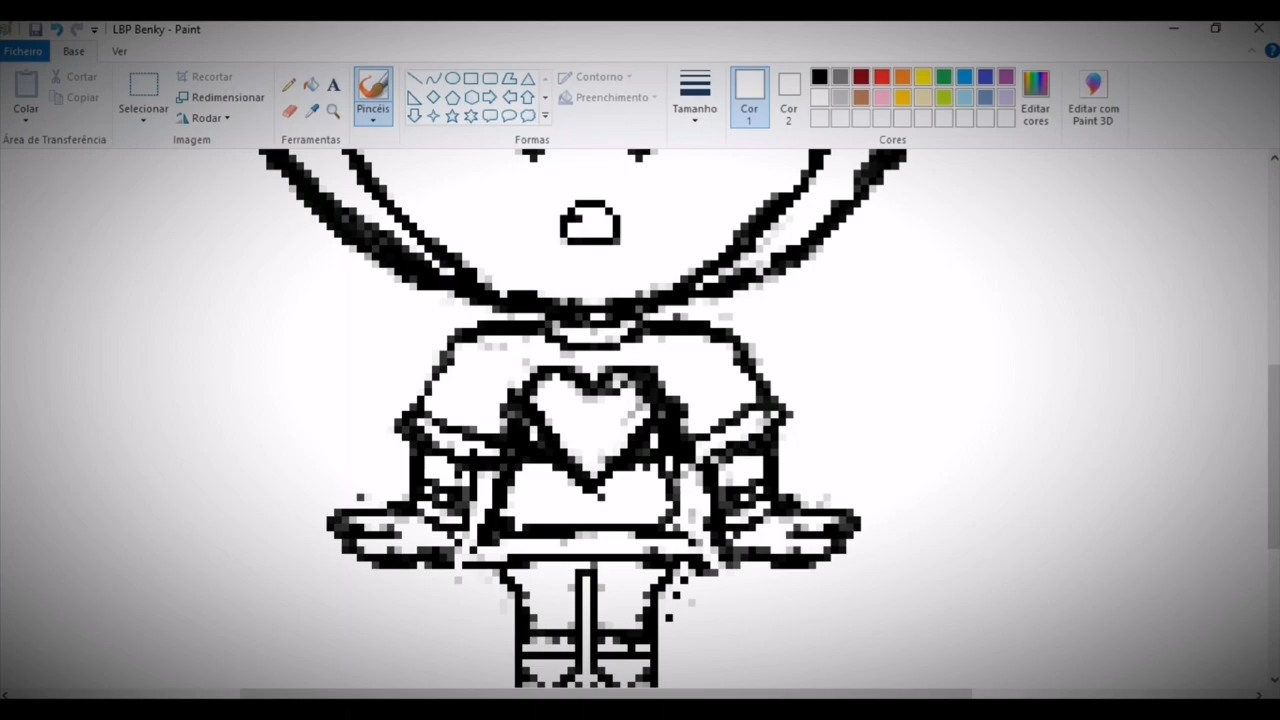 LBP Benky - Paint
Ficheiro Base Ver
Colar
Cortar
Copiar
Área de Transferência
Selecionar
Recortar
Redimensionar
Rodar
Imagem
A
Ferramentas
Pincéis
Formas
Contorno
Preenchimento
Tamanho
Cor
1
Cor
2
Editar
cores
Cores
Editar com
Paint 3D
?